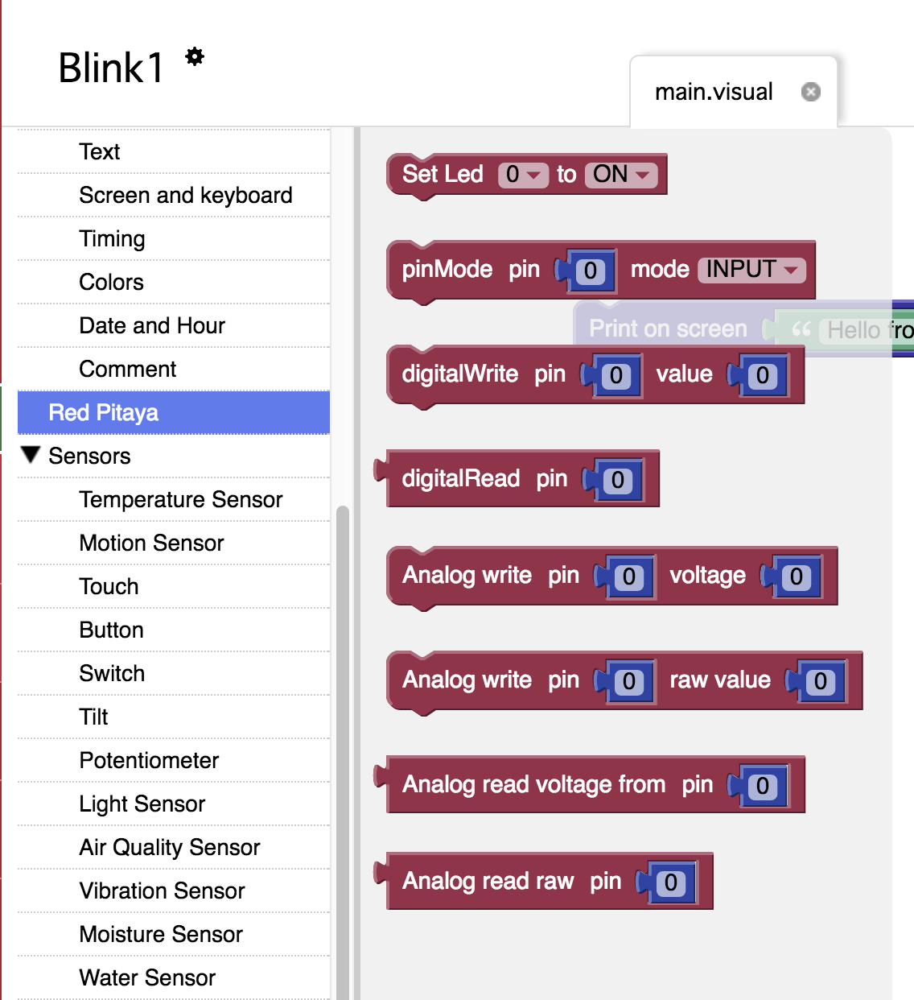 Blink1
main.visual
Text
Screen and keyboard
Timing
Colors
Date and Hour
Comment
Red Pitaya
Sensors
Temperature Sensor
Motion Sensor
Touch
Button
Switch
Tilt
Potentiometer
Light Sensor
Air Quality Sensor
Vibration Sensor
Moisture Sensor
Water Sensor
Set Led 0 to ON
pinMode pin 0 mode INPUT
Print on screen “ Hello fro
digitalWrite pin 0 value 0
digitalRead pin 0
Analog write pin 0 voltage 0
Analog write pin 0 raw value 0
Analog read voltage from pin 0
Analog read raw pin 0